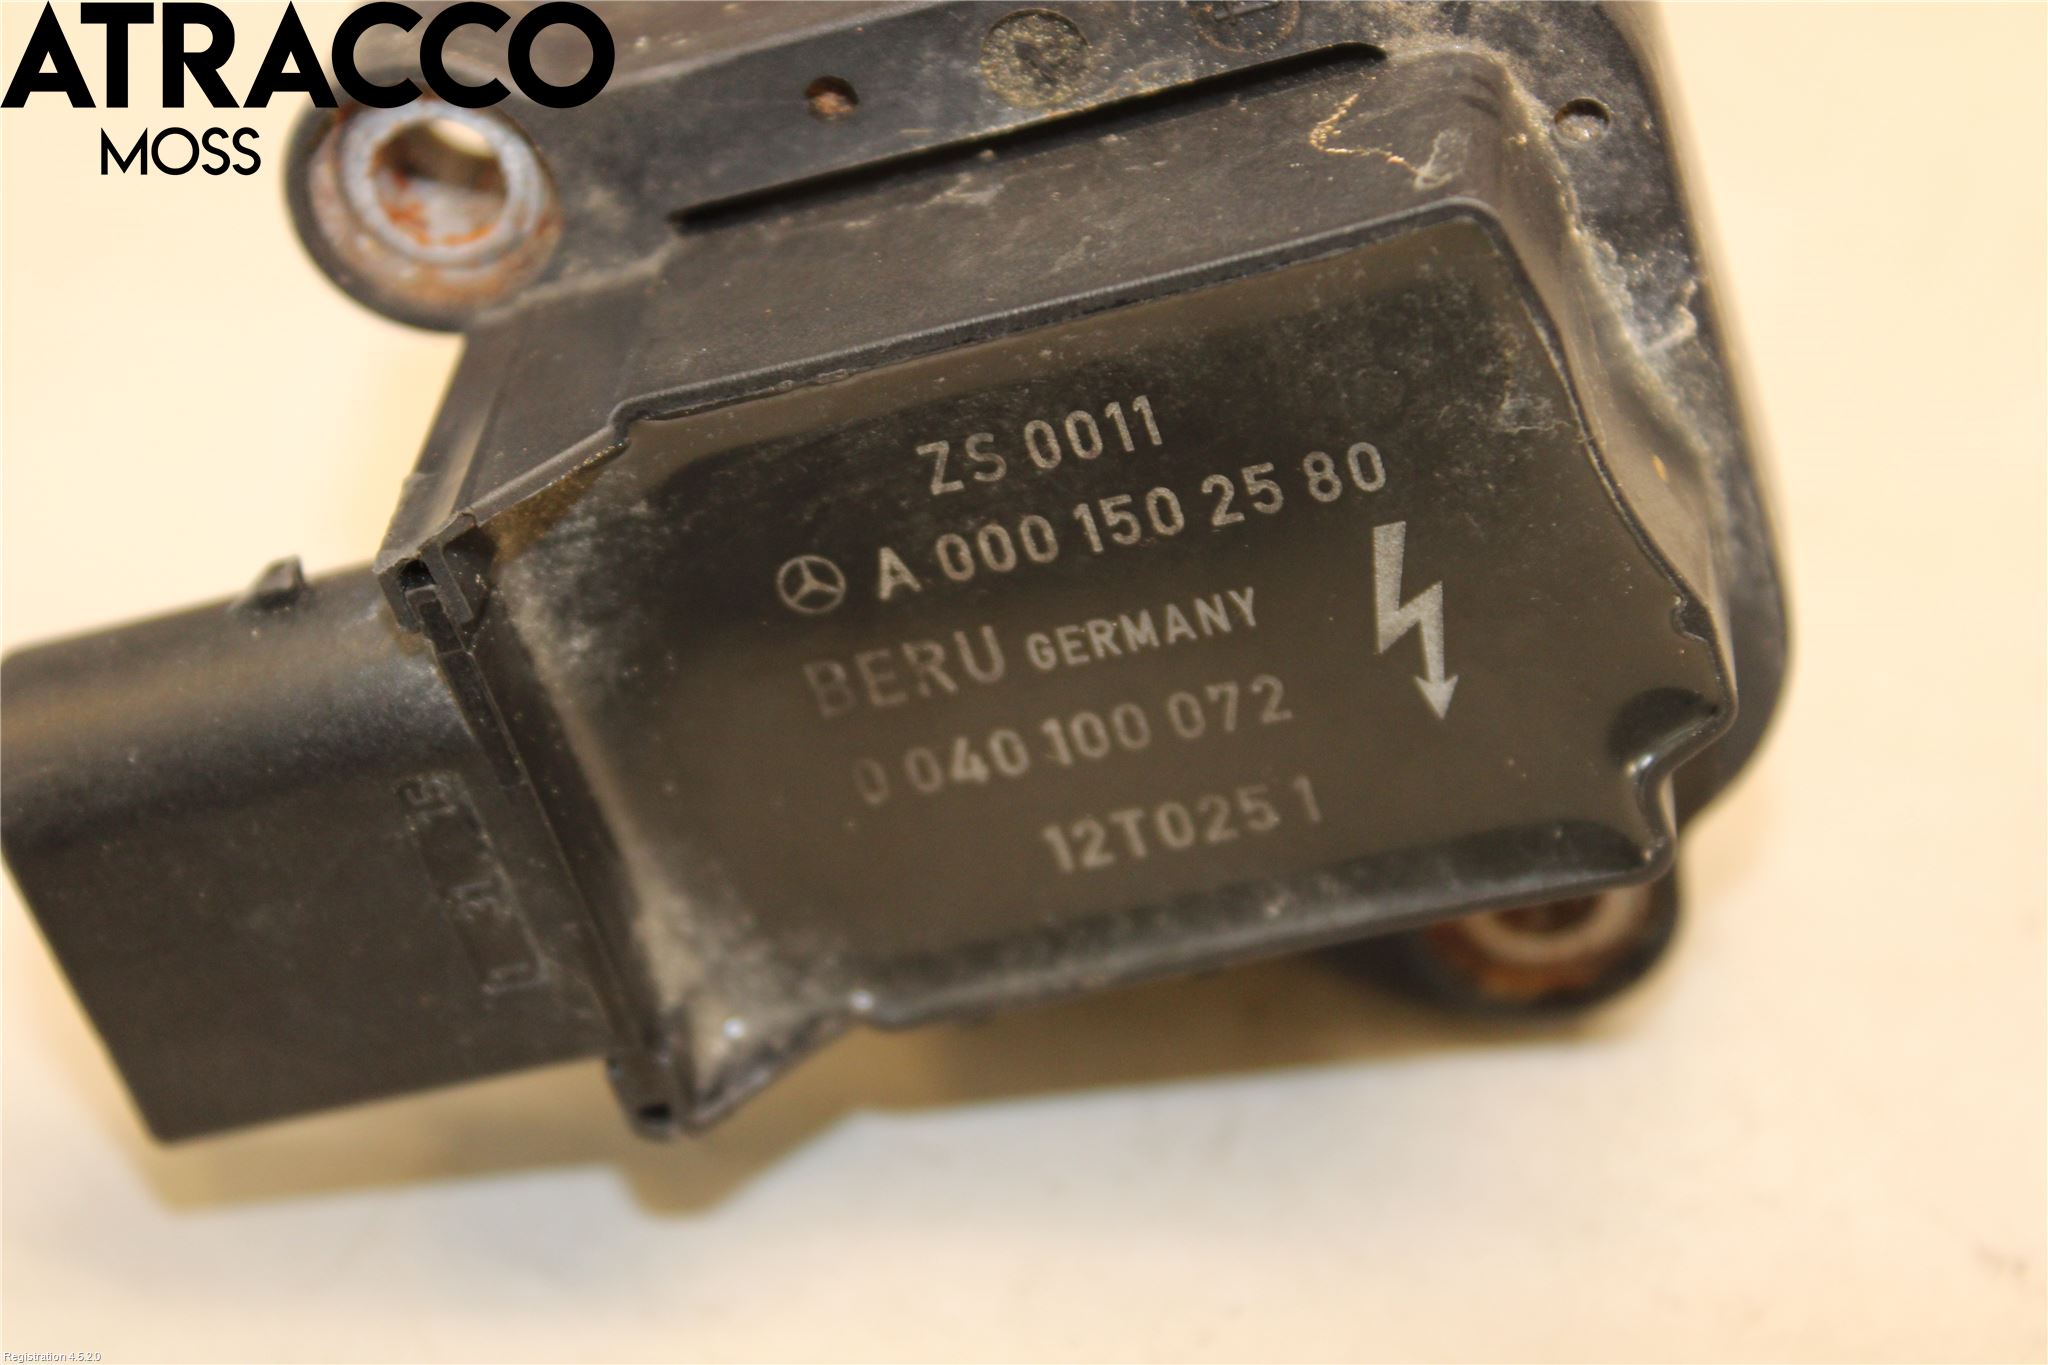 ATRACCO
MOSS
ZS 0011
A 000 150 25 80
BERU GERMANY
0 040 100 072
12T025 1
Registration 4.5.2.0